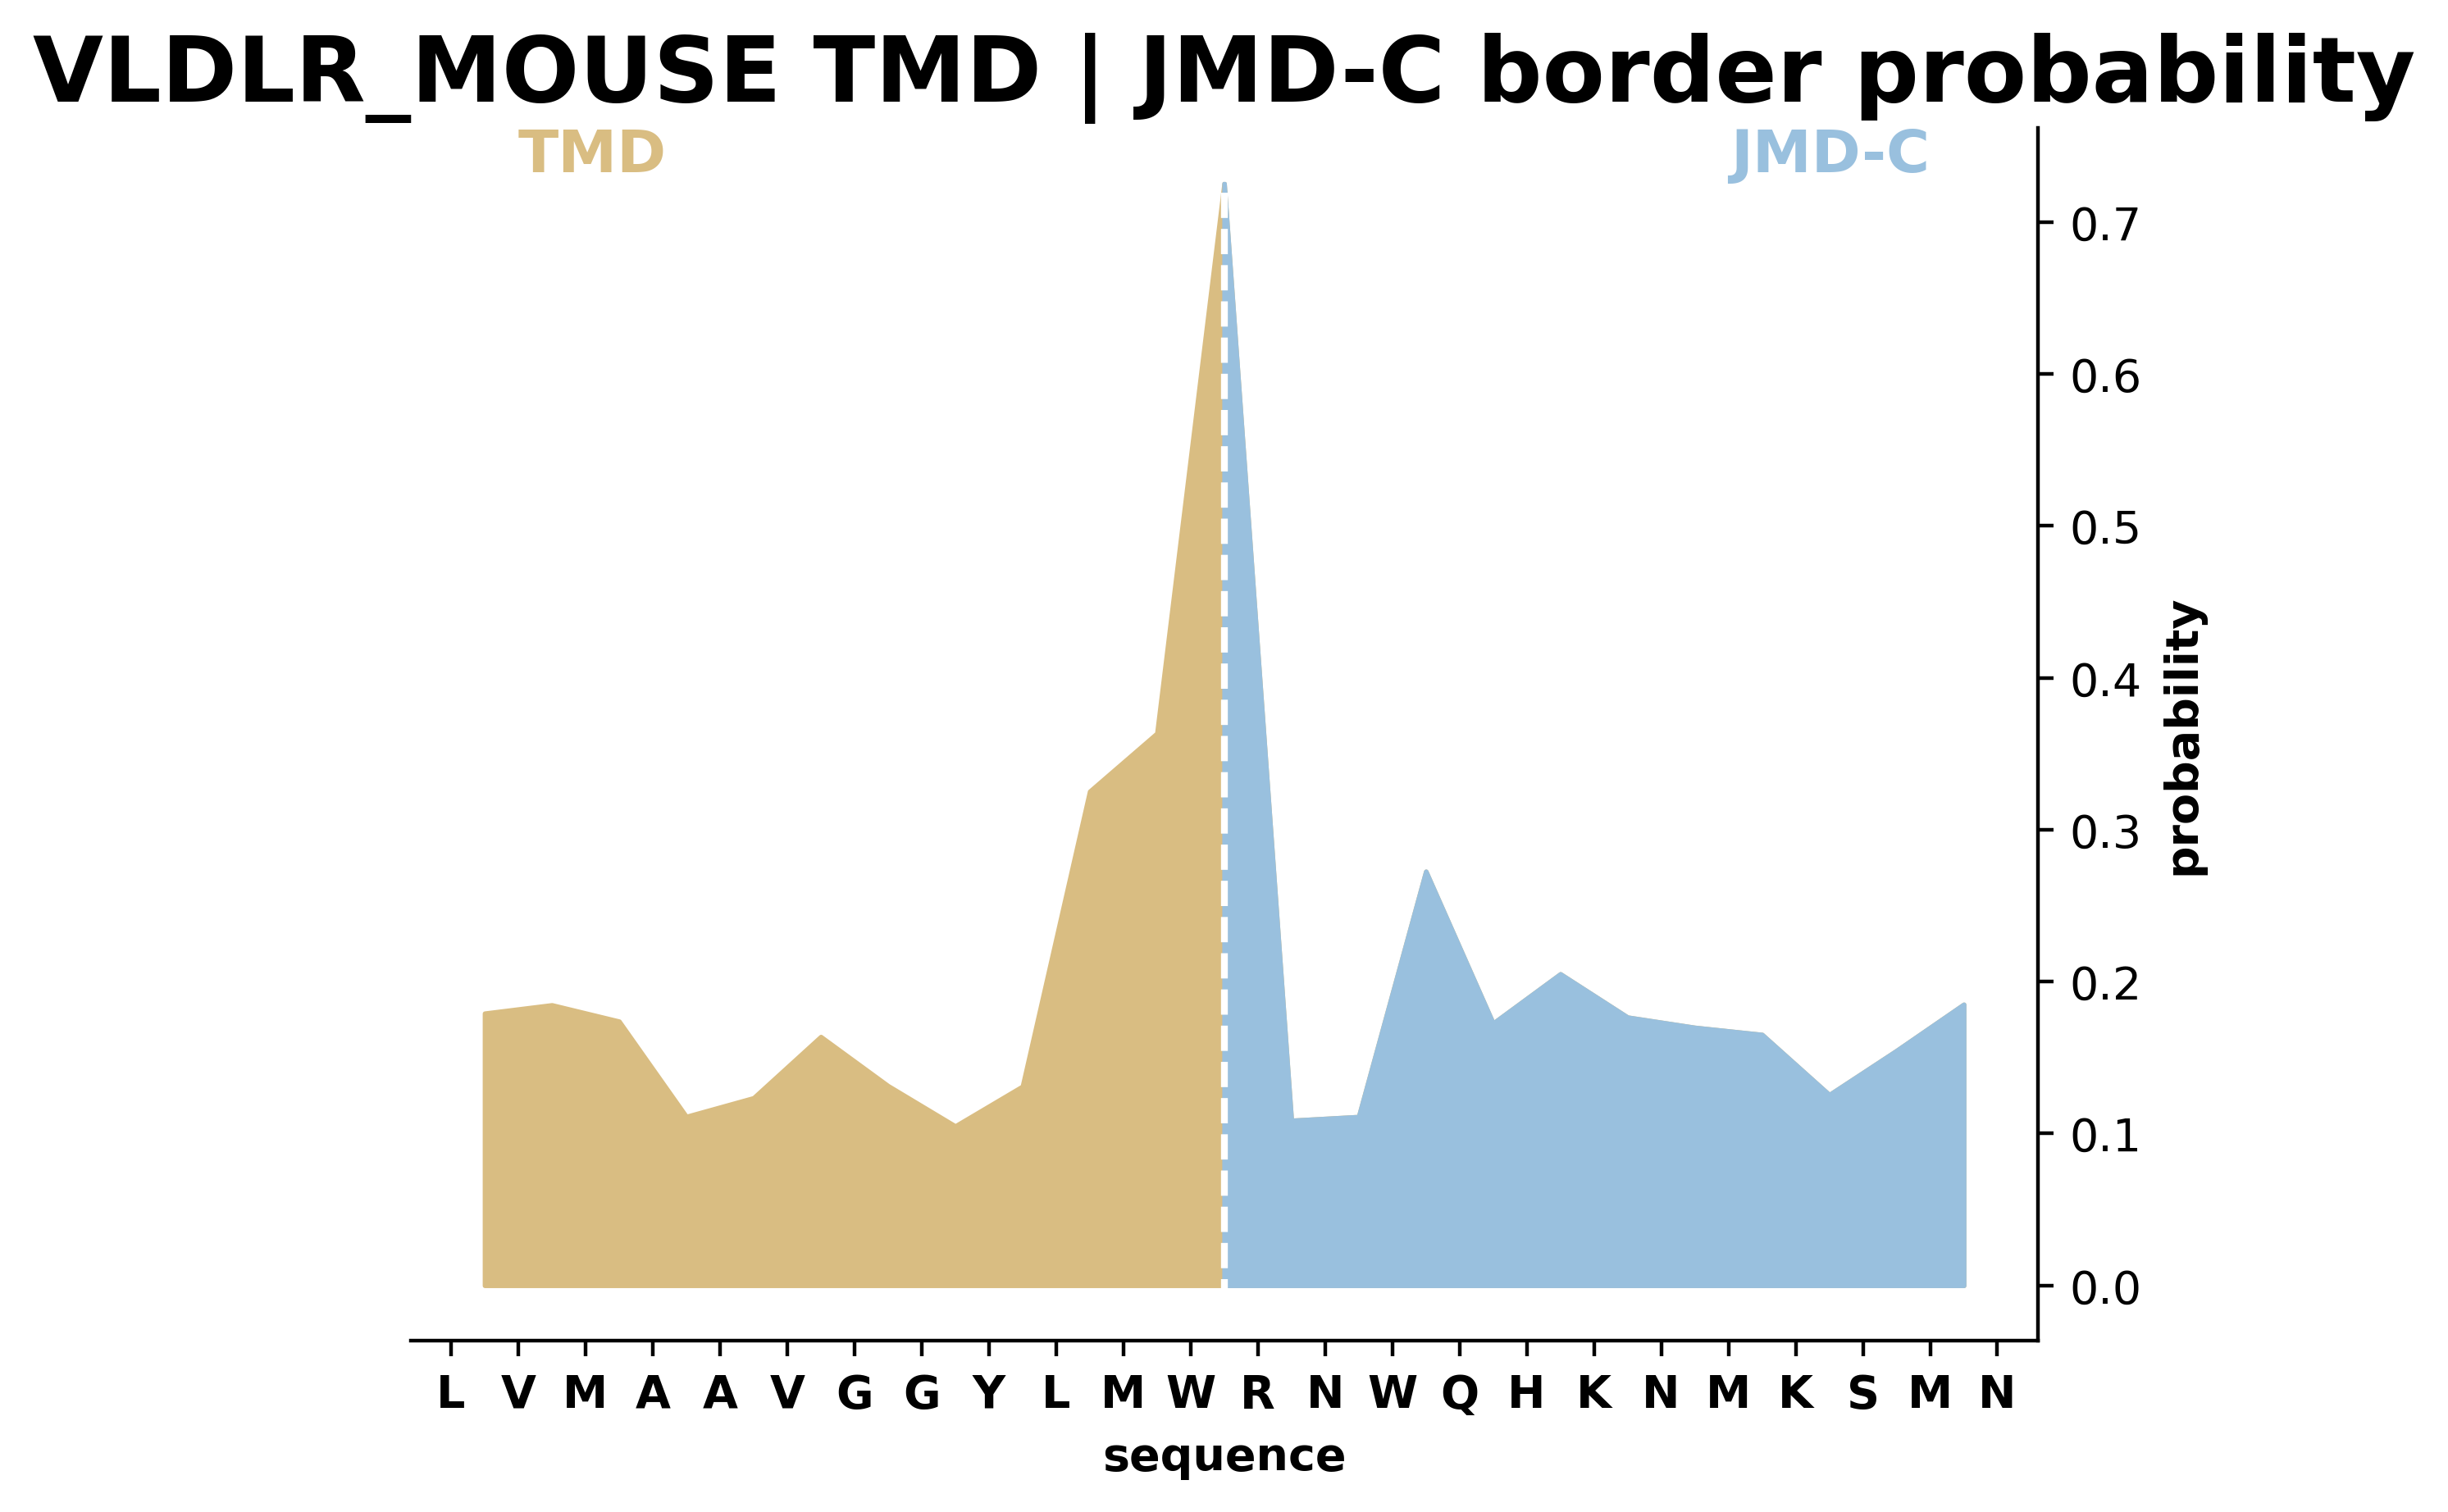 VLDLR_MOUSE TMD | JMD-C border probability
TMD JMD-C
0.7
0.6
0.5
0.4
0.3
0.2
0.1
0.0
probability
L V M A A V G G Y L M W R N W Q H K N M K S M N
sequence